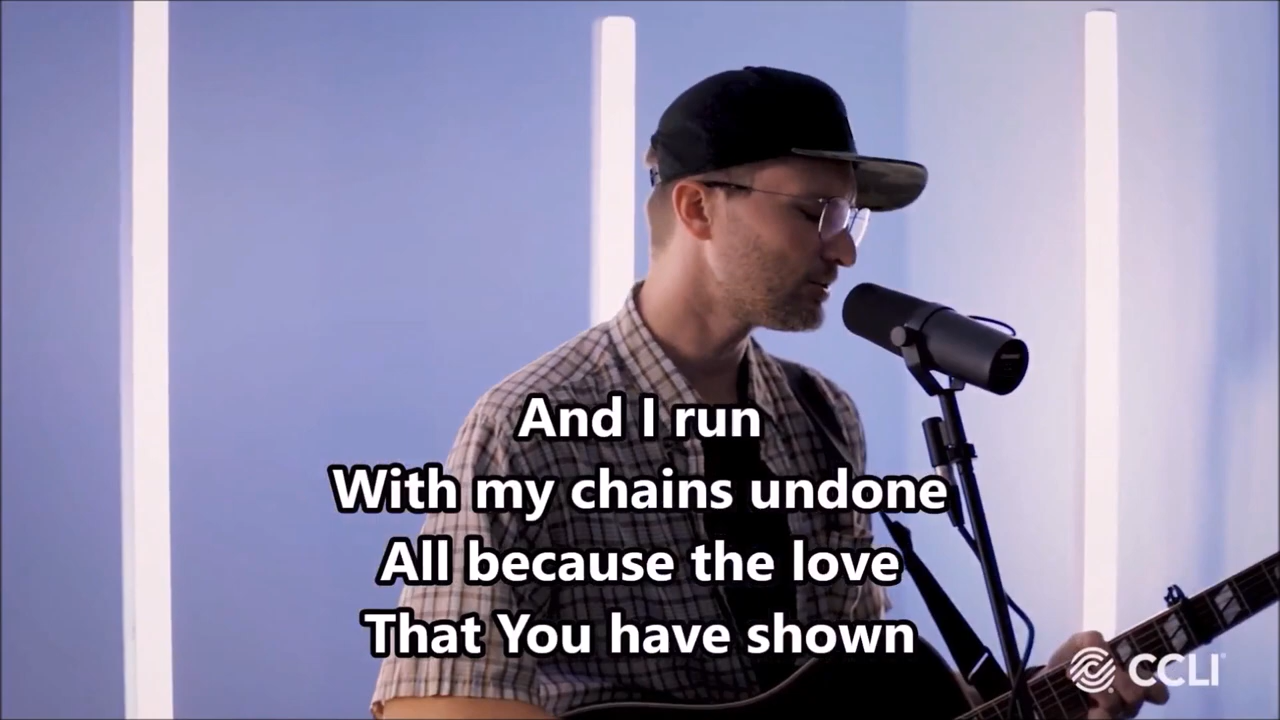 And I run
With my chains undone
All because the love
That You have shown
CCLI